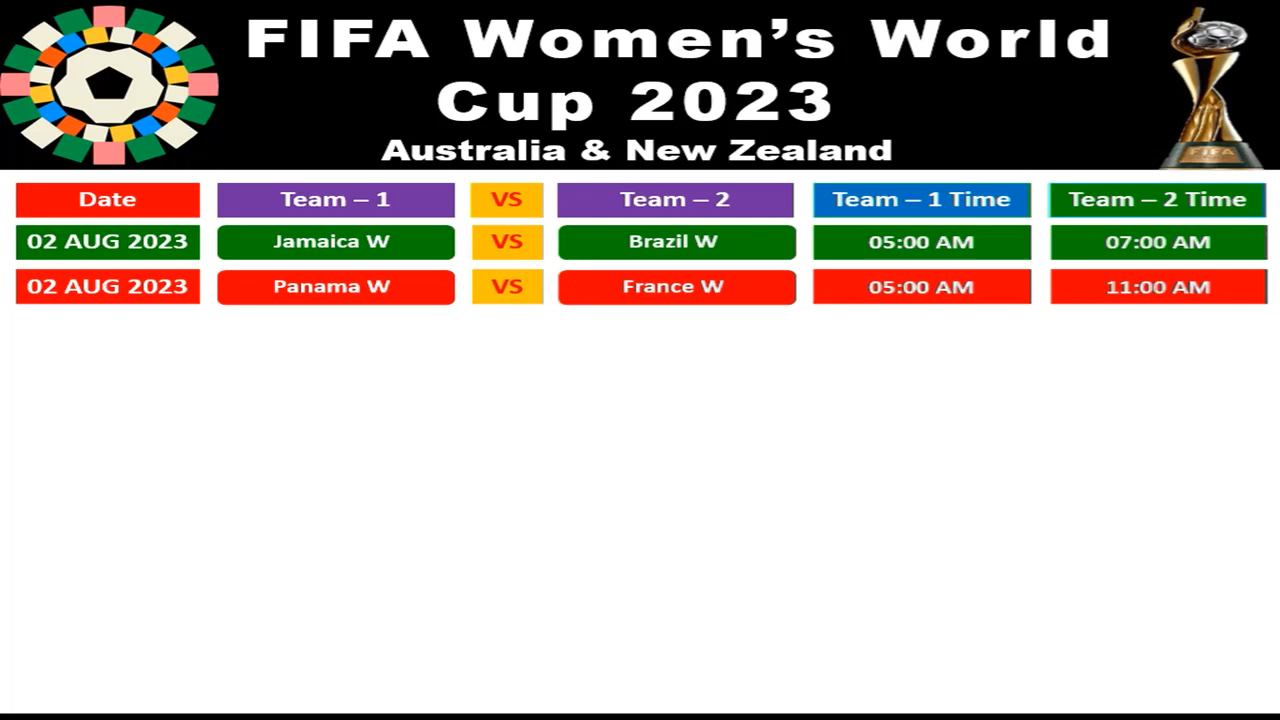 FIFA Women's World
Cup 2023
Australia & New Zealand
FIFA
Date Team – 1 VS Team – 2 Team – 1 Time Team – 2 Time
02 AUG 2023 Jamaica W VS Brazil W 05:00 AM 07:00 AM
02 AUG 2023 Panama W VS France W 05:00 AM 11:00 AM